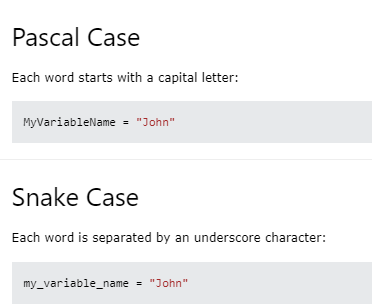 Pascal Case
Each word starts with a capital letter:
MyVariableName = "John"
Snake Case
Each word is separated by an underscore character:
my_variable_name = "John"